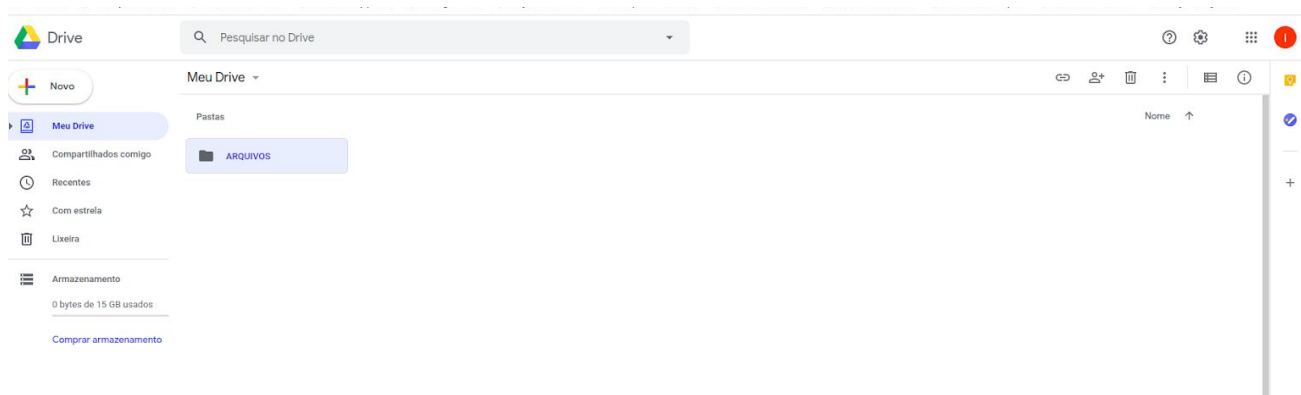 Drive
Pesquisar no Drive
I
Novo
Meu Drive
Meu Drive
Compartilhados comigo
Recentes
Com estrela
Lixeira
Armazenamento
0 bytes de 15 GB usados
Comprar armazenamento
Pastas
Nome
ARQUIVOS